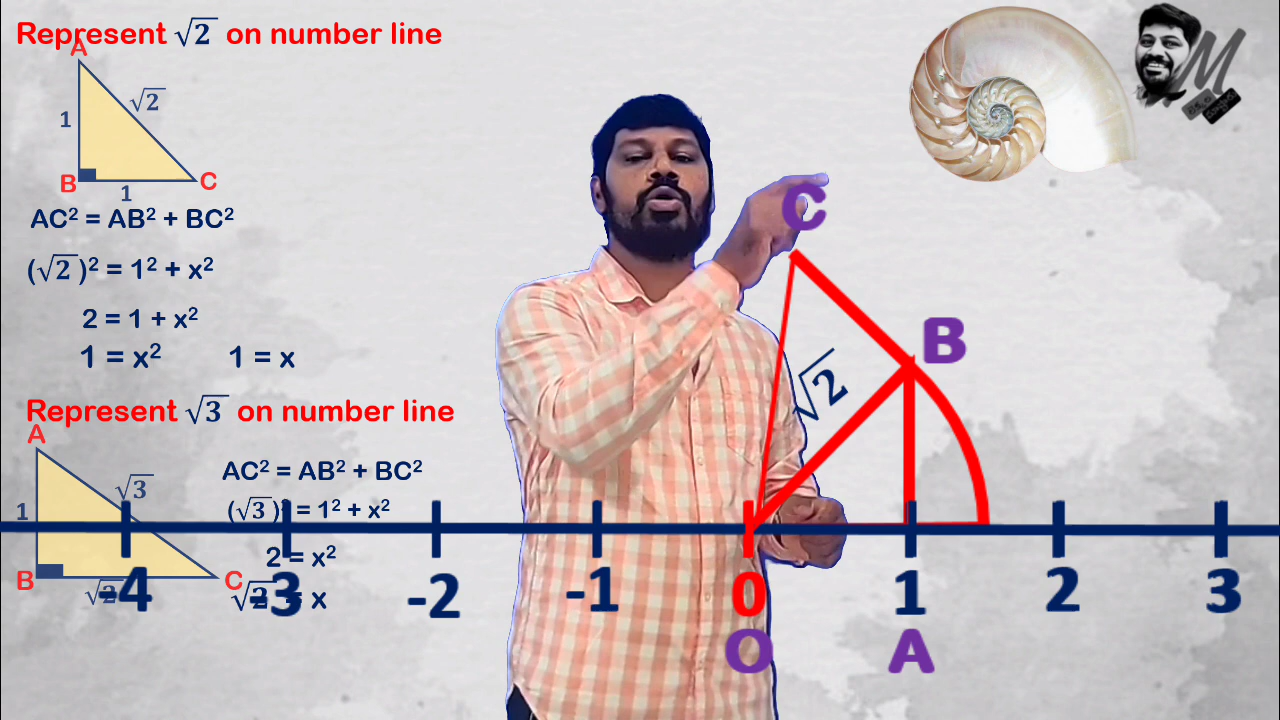 Represent √2 on number line
A
√2
1
B
1
C
AC² = AB² + BC²
(√2)² = 1² + x²
2 = 1 + x²
1 = x² 1 = x
Represent √3 on number line
A
√3
1
B
√2
C
AC² = AB² + BC²
(√3)² = 1² + x²
2 = x²
√2 = x
C
B
√2
-4 -3 -2 -1 0 1 2 3
O A
M